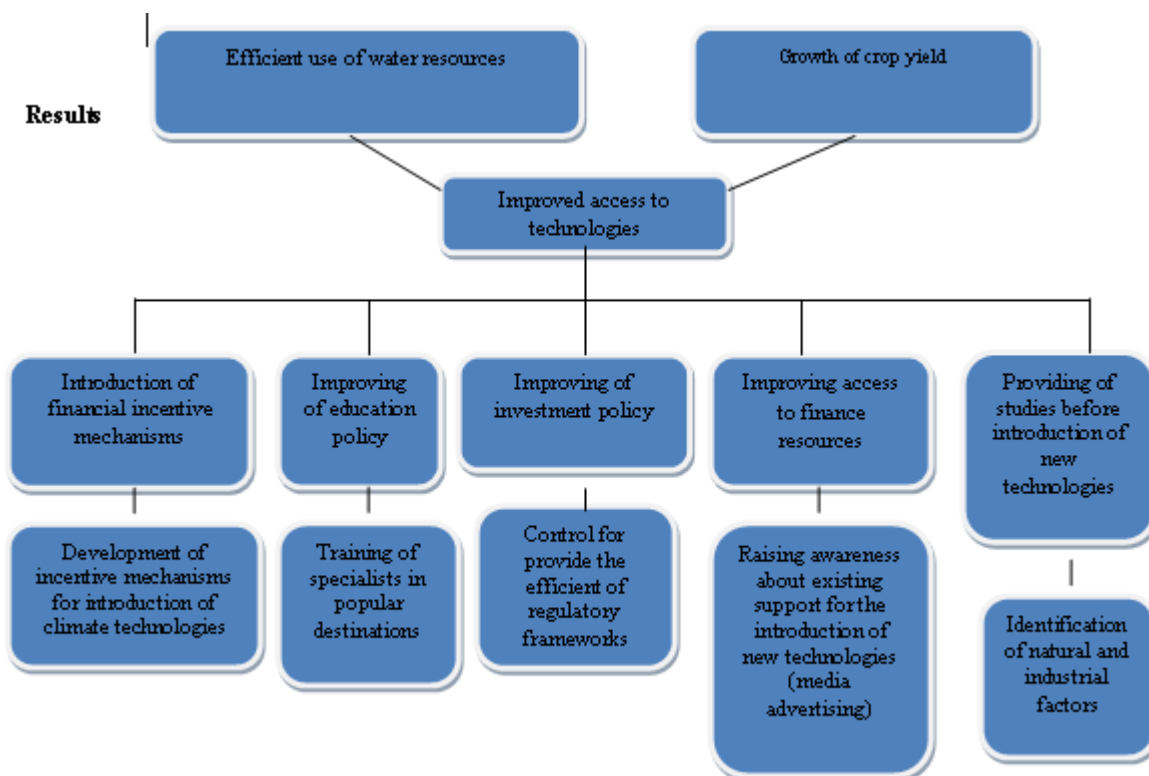 Efficient use of water resources
Growth of crop yield
Results
Improved access to
technologies
Introduction of
financial incentive
mechanisms
Improving
of education
policy
Improving of
investment policy
Improving access
to finance
resources
Providing of
studies before
introduction of
new
technologies
Development of
incentive mechanisms
for introduction of
climate technologies
Training of
specialists in
popular
destinations
Control for
provide the
efficient of
regulatory
frameworks
Raising awareness
about existing
support for the
introduction of
new technologies
(media
advertising)
Identification
of natural and
industrial
factors